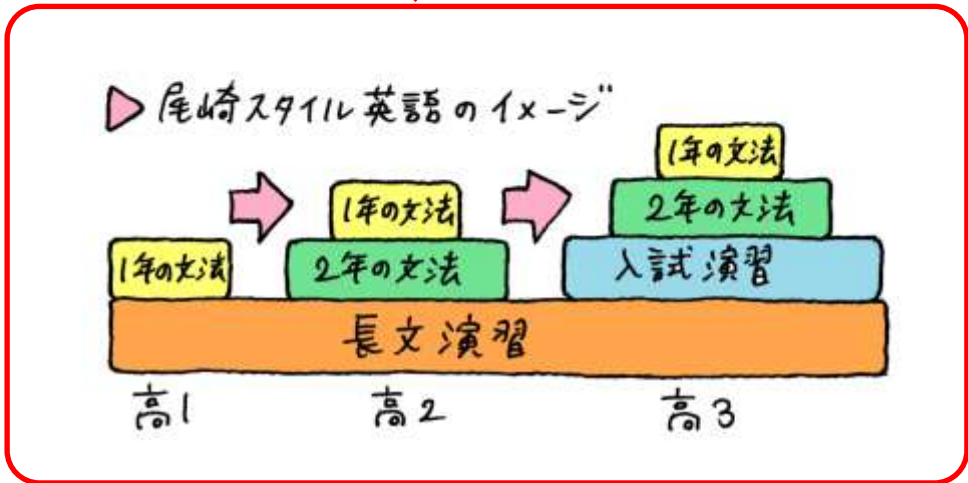 尾崎スタイル英語のイメージ
1年の文法
1年の文法
2年の文法
1年の文法
2年の文法
入試演習
長文演習
高1
高2
高3